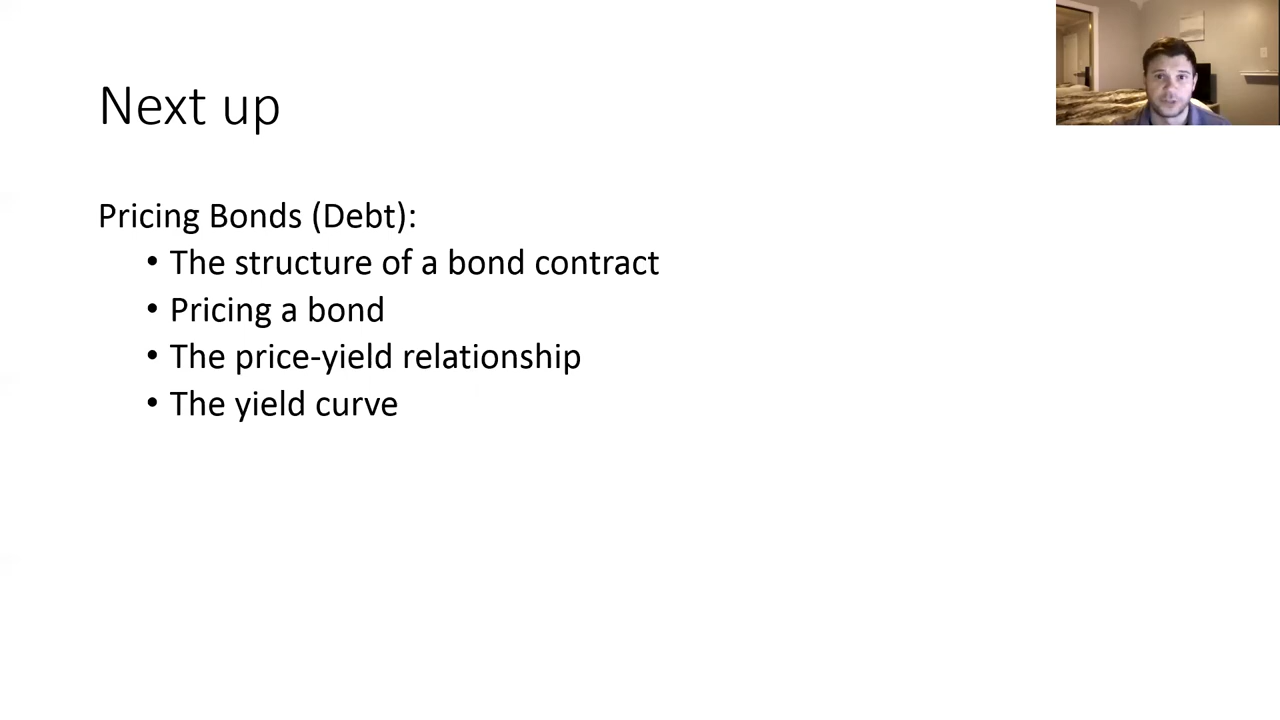 Next up
Pricing Bonds (Debt):
• The structure of a bond contract
• Pricing a bond
• The price-yield relationship
• The yield curve